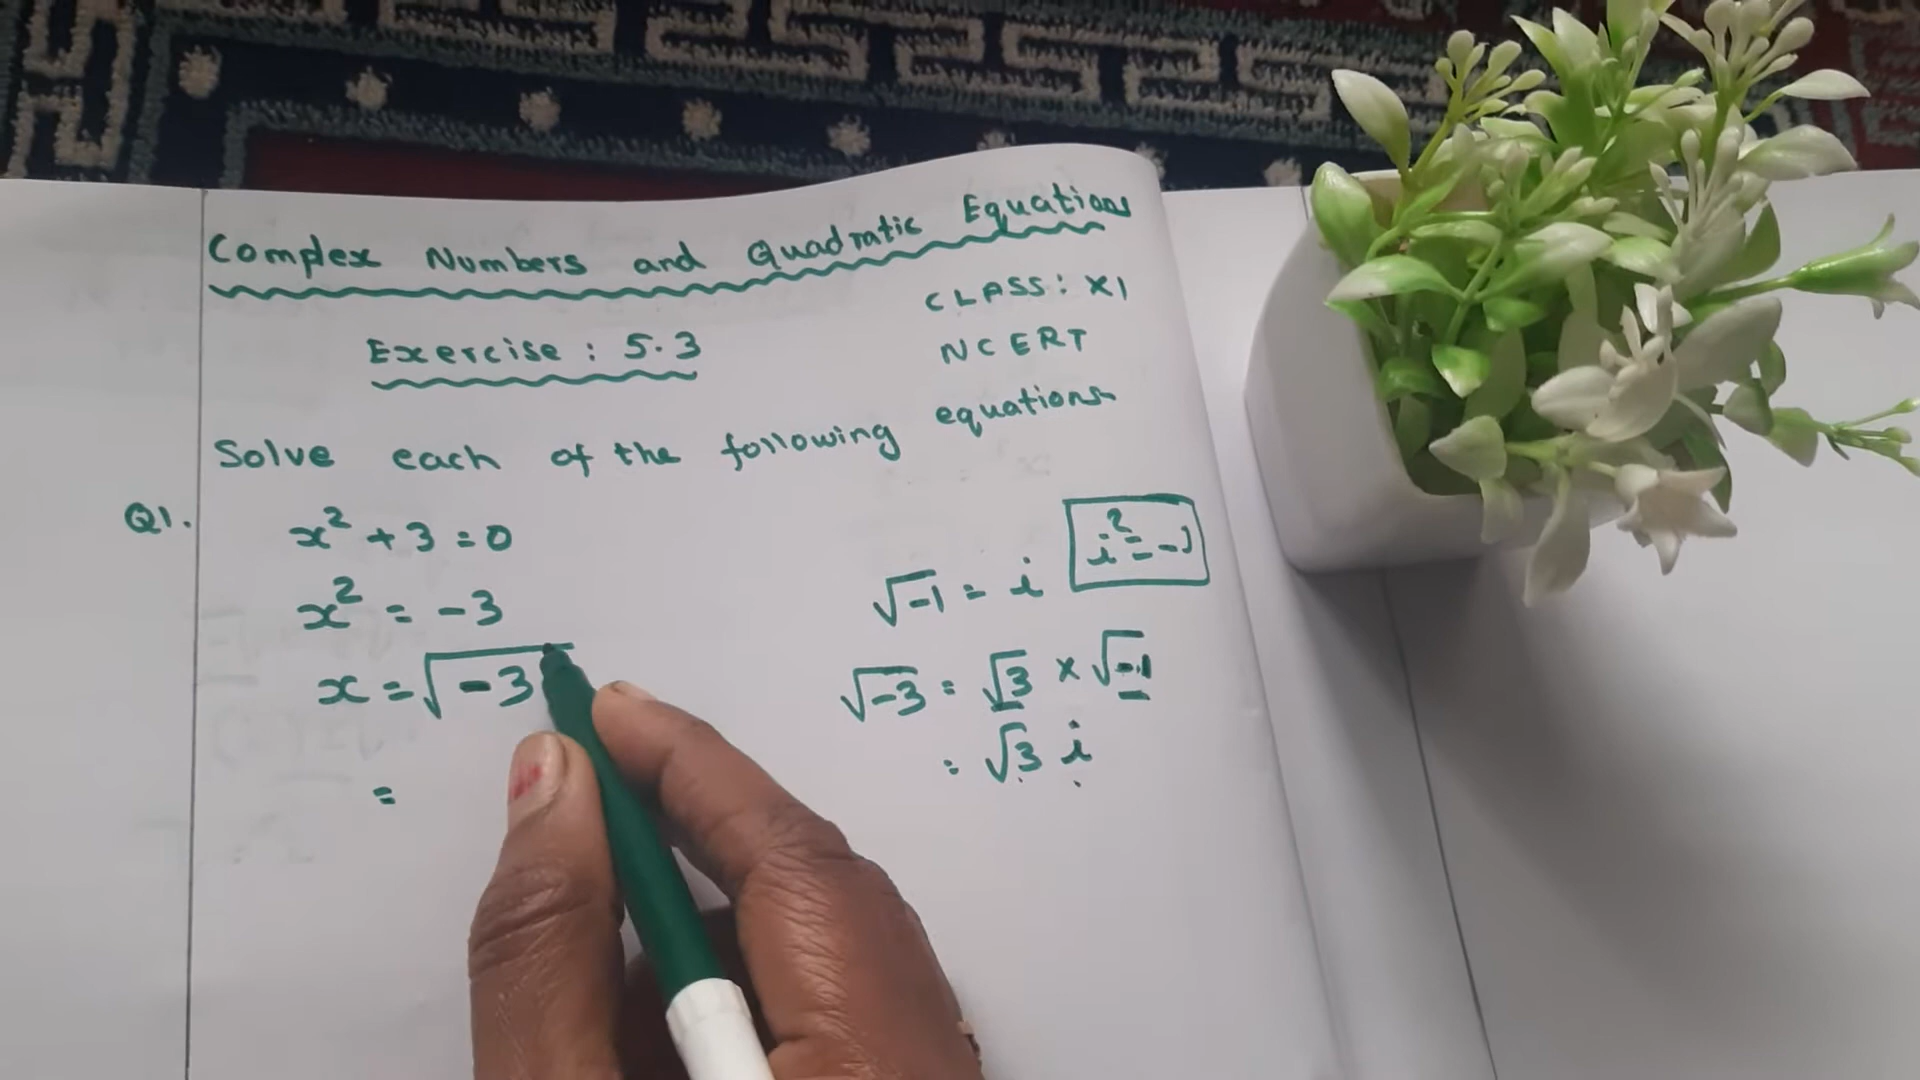 Complex Numbers and Quadratic Equations
CLASS: XI
Exercise: 5.3
NCERT
Solve each of the following equations
Q1. x² + 3 = 0
x² = -3
x = √-3
=
√-1 = i
i² = -1
√-3 = √3 × √-1
= √3 i